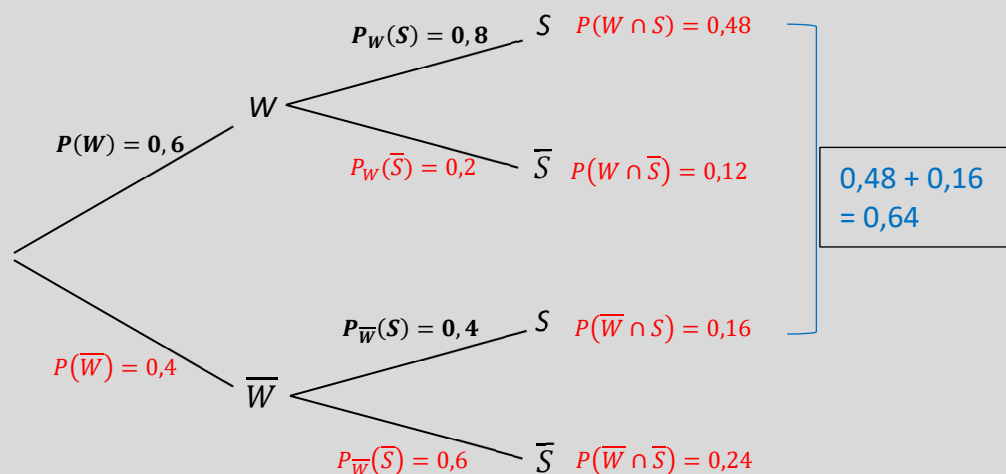 P_W(S) = 0,8
S P(W ∩ S) = 0,48
W
P(W) = 0,6
P_W(S̅) = 0,2
S̅ P(W ∩ S̅) = 0,12
0,48 + 0,16
= 0,64
P_W̅(S) = 0,4
S P(W̅ ∩ S) = 0,16
P(W̅) = 0,4
W̅
P_W̅(S̅) = 0,6
S̅ P(W̅ ∩ S̅) = 0,24